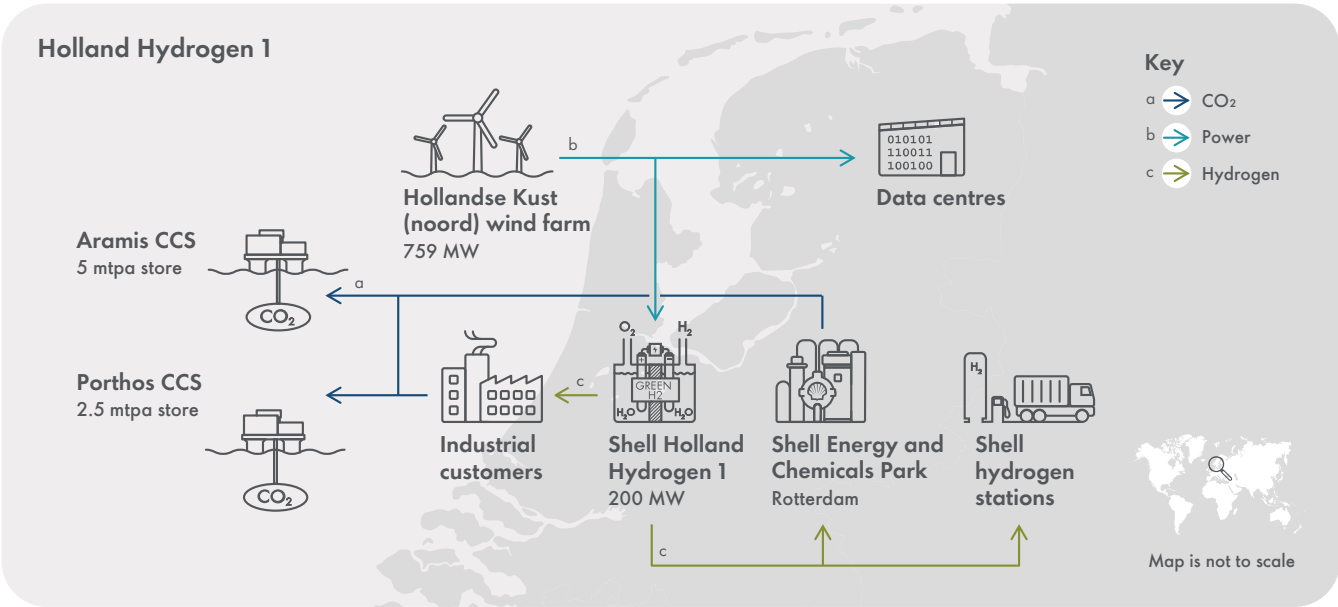 Holland Hydrogen 1
Key
a CO₂
b Power
c Hydrogen
b
010101
110011
100100
Hollandse Kust
(noord) wind farm
759 MW
Data centres
Aramis CCS
5 mtpa store
a
CO₂
O₂ H₂
GREEN
H2
H₂O H₂O
c
H₂
Porthos CCS
2.5 mtpa store
CO₂
Industrial
customers
Shell Holland
Hydrogen 1
200 MW
Shell Energy and
Chemicals Park
Rotterdam
Shell
hydrogen
stations
c
Map is not to scale